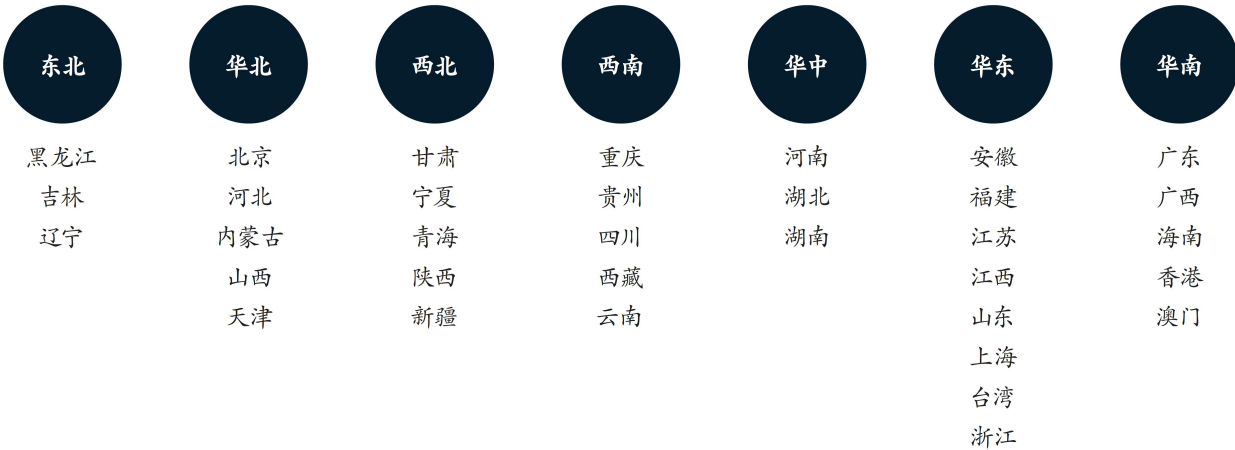 东北
黑龙江
吉林
辽宁
华北
北京
河北
内蒙古
山西
天津
西北
甘肃
宁夏
青海
陕西
新疆
西南
重庆
贵州
四川
西藏
云南
华中
河南
湖北
湖南
华东
安徽
福建
江苏
江西
山东
上海
台湾
浙江
华南
广东
广西
海南
香港
澳门